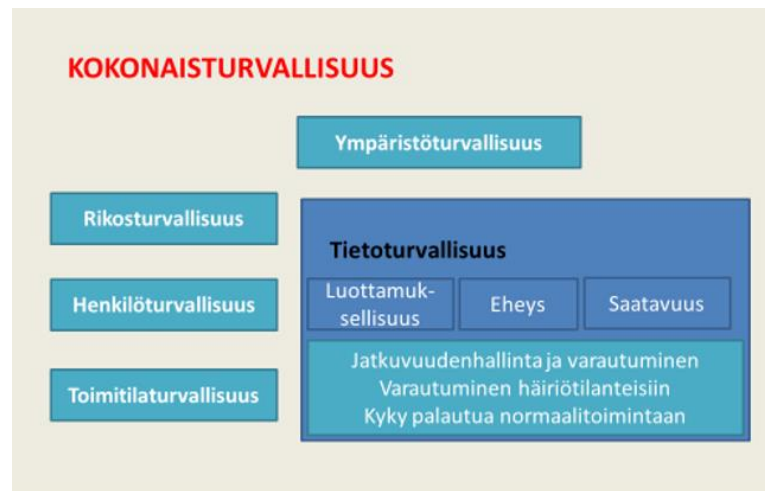 KOKONAISTURVALLISUUS
Ympäristöturvallisuus
Rikosturvallisuus
Henkilöturvallisuus
Toimitilaturvallisuus
Tietoturvallisuus
Luottamuk-
sellisuus
Eheys
Saatavuus
Jatkuvuudenhallinta ja varautuminen
Varautuminen häiriötilanteisiin
Kyky palautua normaalitoimintaan